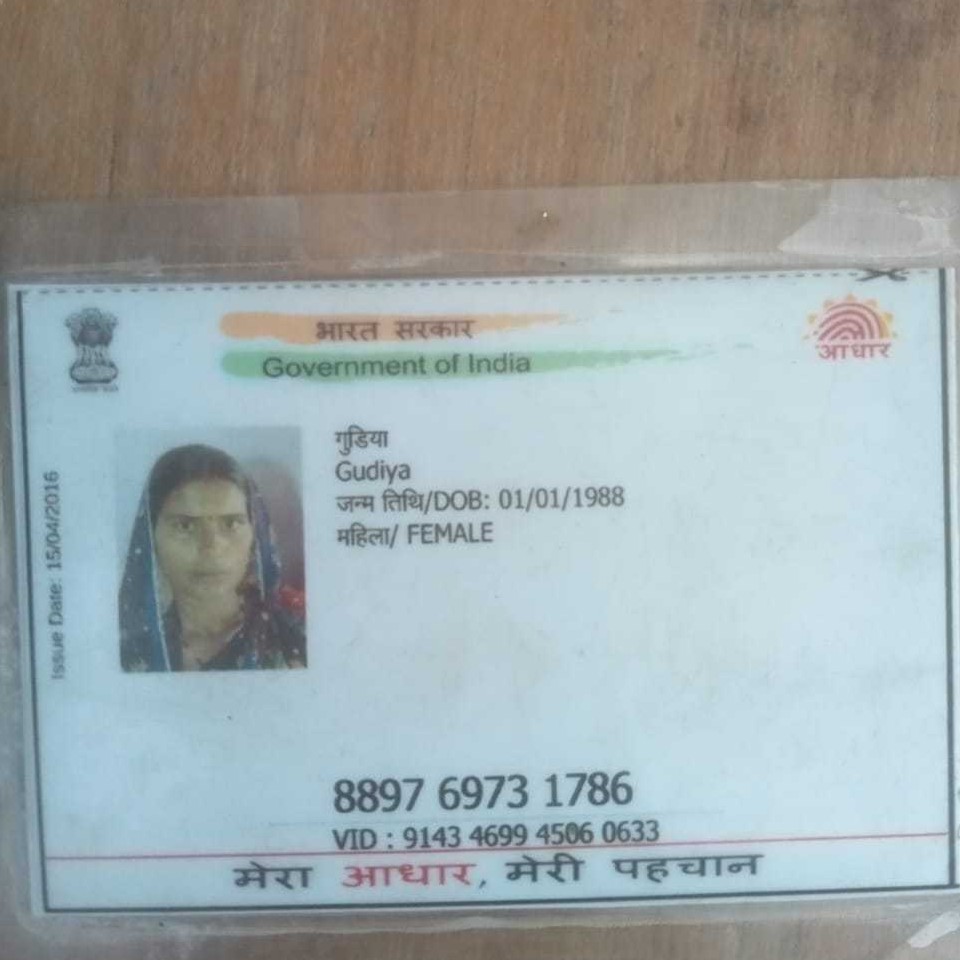 भारत सरकार
Government of India
आधार
Issue Date: 15/04/2016
गुडिया
Gudiya
जन्म तिथि/DOB: 01/01/1988
महिला/ FEMALE
8897 6973 1786
VID : 9143 4699 4506 0633
मेरा आधार, मेरी पहचान